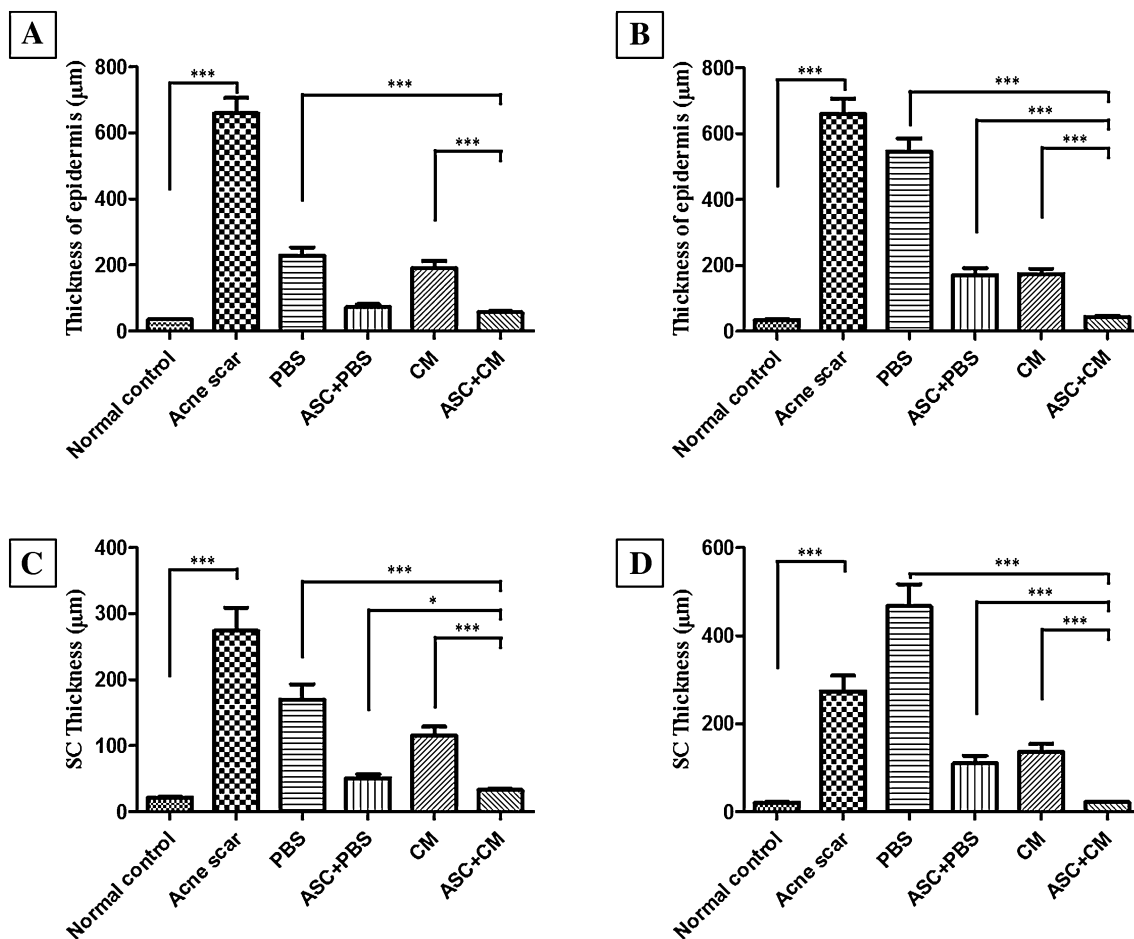 A
Thickness of epidermis (µm)
800
600
400
200
0
***
***
***
Normal control
Acne scar
PBS
ASC+PBS
CM
ASC+CM
B
Thickness of epidermis (µm)
800
600
400
200
0
***
***
***
***
Normal control
Acne scar
PBS
ASC+PBS
CM
ASC+CM
C
SC Thickness (µm)
400
300
200
100
0
***
***
*
***
Normal control
Acne scar
PBS
ASC+PBS
CM
ASC+CM
D
SC Thickness (µm)
600
400
200
0
***
***
***
***
Normal control
Acne scar
PBS
ASC+PBS
CM
ASC+CM